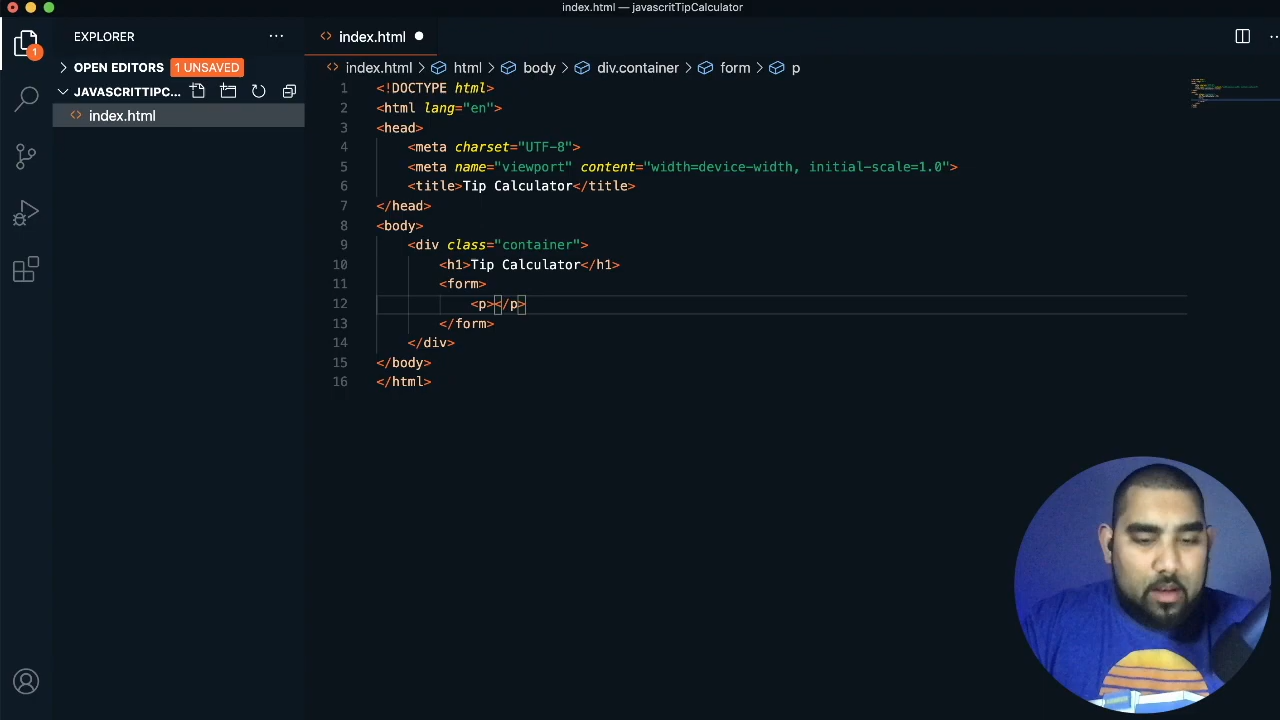 index.html — javascritTipCalculator
EXPLORER
index.html
OPEN EDITORS 1 UNSAVED
index.html > html > body > div.container > form > p
JAVASCRITTIPC...
index.html
1
1 <!DOCTYPE html>
2 <html lang="en">
3 <head>
4 <meta charset="UTF-8">
5 <meta name="viewport" content="width=device-width, initial-scale=1.0">
6 <title>Tip Calculator</title>
7 </head>
8 <body>
9 <div class="container">
10 <h1>Tip Calculator</h1>
11 <form>
12 <p></p>
13 </form>
14 </div>
15 </body>
16 </html>